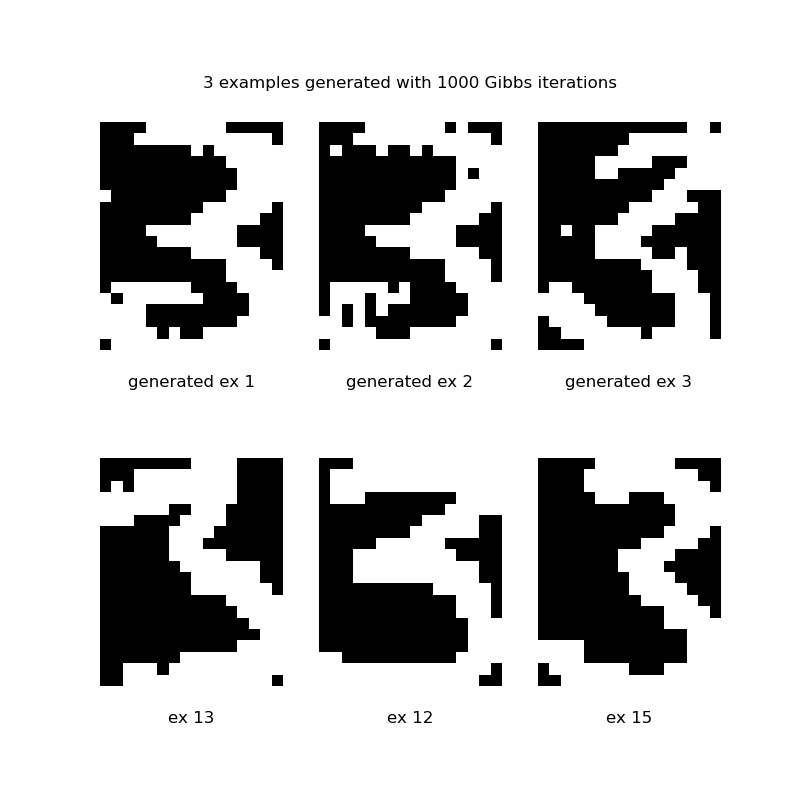 3 examples generated with 1000 Gibbs iterations
generated ex 1
generated ex 2
generated ex 3
ex 13
ex 12
ex 15